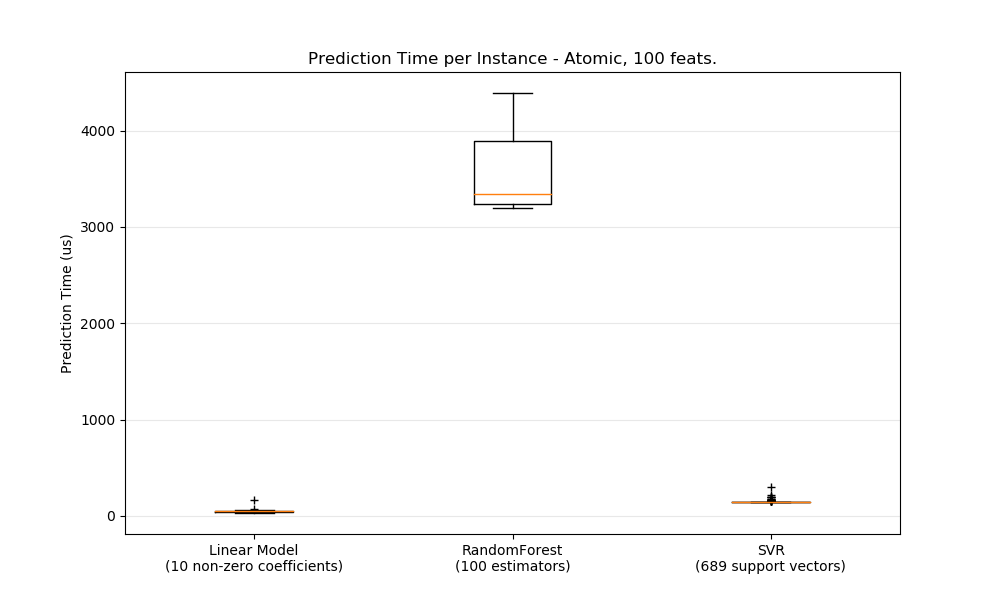 Prediction Time per Instance - Atomic, 100 feats.
Prediction Time (us)
4000
3000
2000
1000
0
Linear Model
(10 non-zero coefficients)
RandomForest
(100 estimators)
SVR
(689 support vectors)